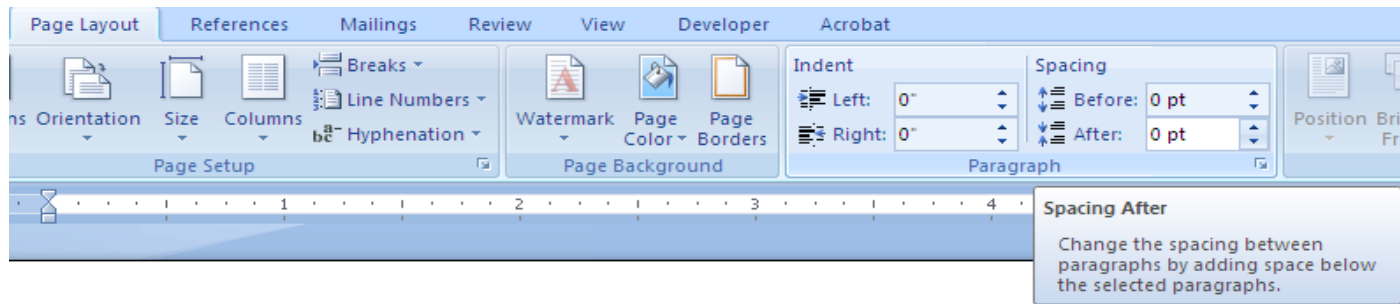 Page Layout References Mailings Review View Developer Acrobat
Breaks
Line Numbers
Hyphenation
Orientation Size Columns
Page Setup
Watermark Page Color Page Borders
Page Background
Indent
Left: 0"
Right: 0"
Spacing
Before: 0 pt
After: 0 pt
Paragraph
Position
1 2 3 4
Spacing After
Change the spacing between
paragraphs by adding space below
the selected paragraphs.